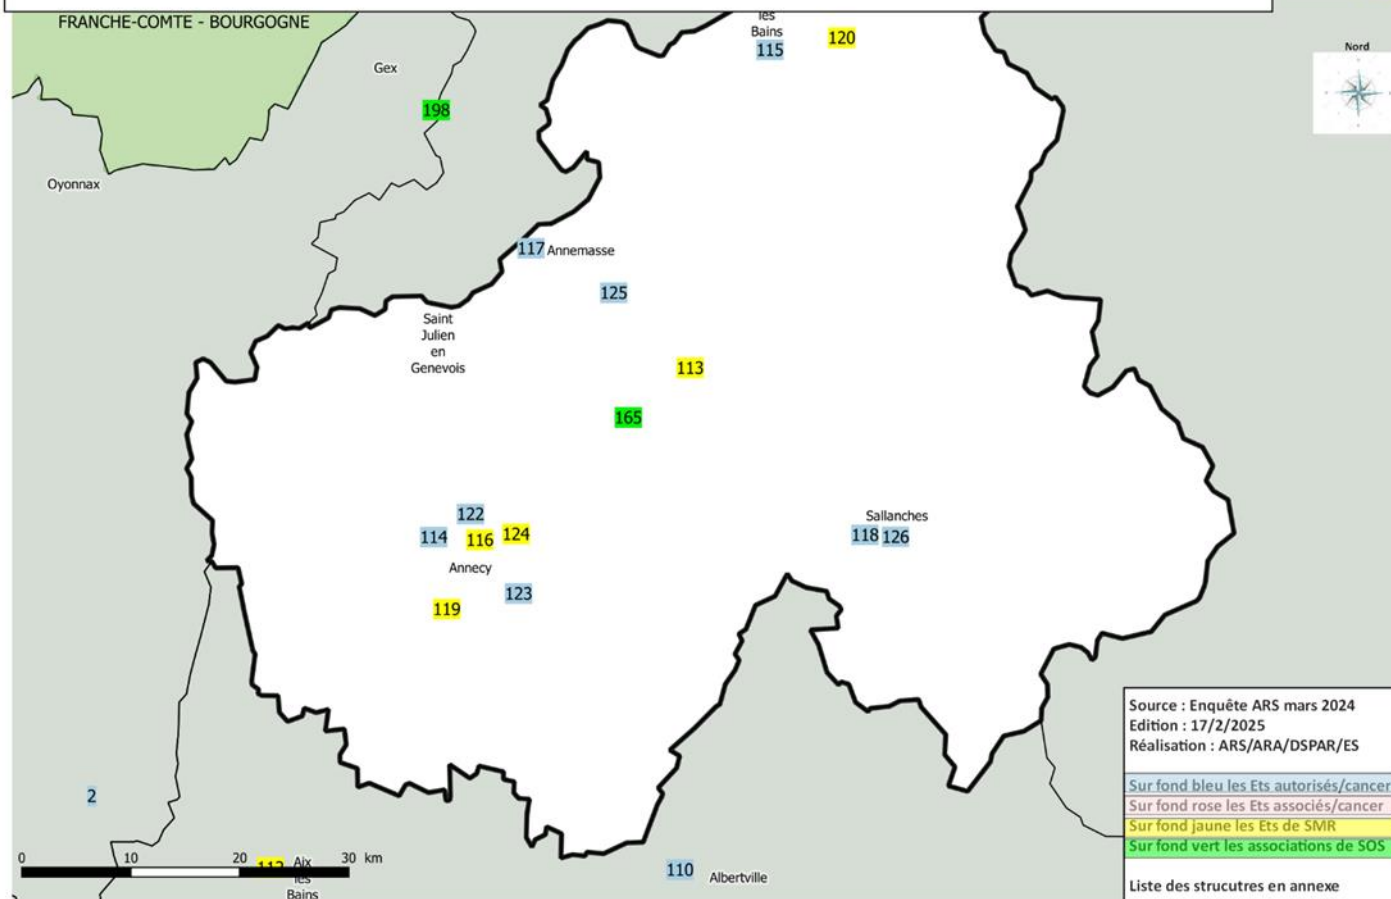 FRANCHE-COMTE - BOURGOGNE
les
Bains
115
120
Nord
Gex
198
Oyonnax
117 Annemasse
125
Saint
Julien
en
Genevois
113
165
122
114
116
124
Sallanches
118
126
Annecy
123
119
2
0 10 20 30 km
112 Aix
les
Bains
110 Albertville
Source : Enquête ARS mars 2024
Edition : 17/2/2025
Réalisation : ARS/ARA/DSPAR/ES
Sur fond bleu les Ets autorisés/cancer
Sur fond rose les Ets associés/cancer
Sur fond jaune les Ets de SMR
Sur fond vert les associations de SOS
Liste des strucutres en annexe